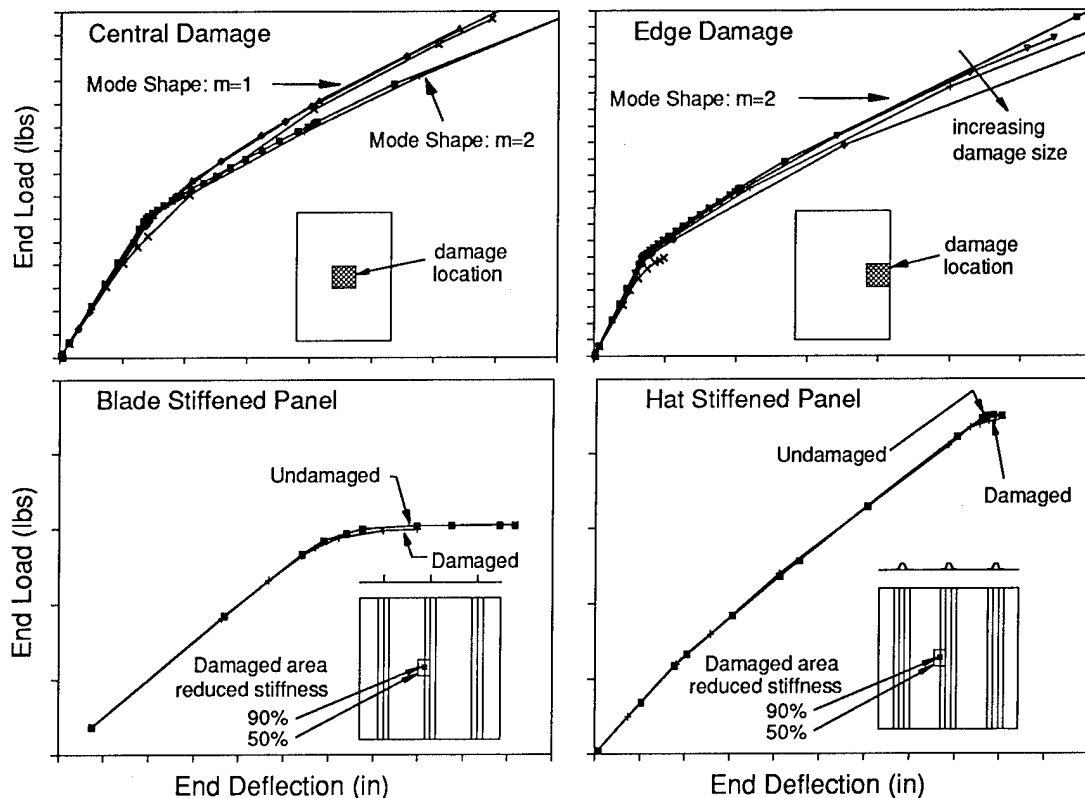 Central Damage
Mode Shape: m=1
Mode Shape: m=2
damage
location
End Load (lbs)
Edge Damage
Mode Shape: m=2
increasing
damage size
damage
location
Blade Stiffened Panel
Undamaged
Damaged
Damaged area
reduced stiffness
90%
50%
End Load (lbs)
End Deflection (in)
Hat Stiffened Panel
Undamaged
Damaged
Damaged area
reduced stiffness
90%
50%
End Deflection (in)